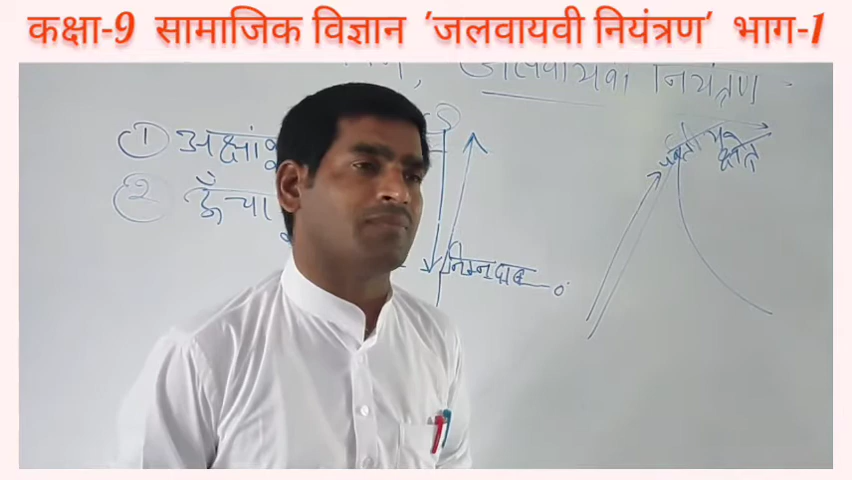 कक्षा-9 सामाजिक विज्ञान 'जलवायवी नियंत्रण' भाग-1
जलवायवी नियंत्रण
① अक्षां
② ऊँचा
निम्नदाब